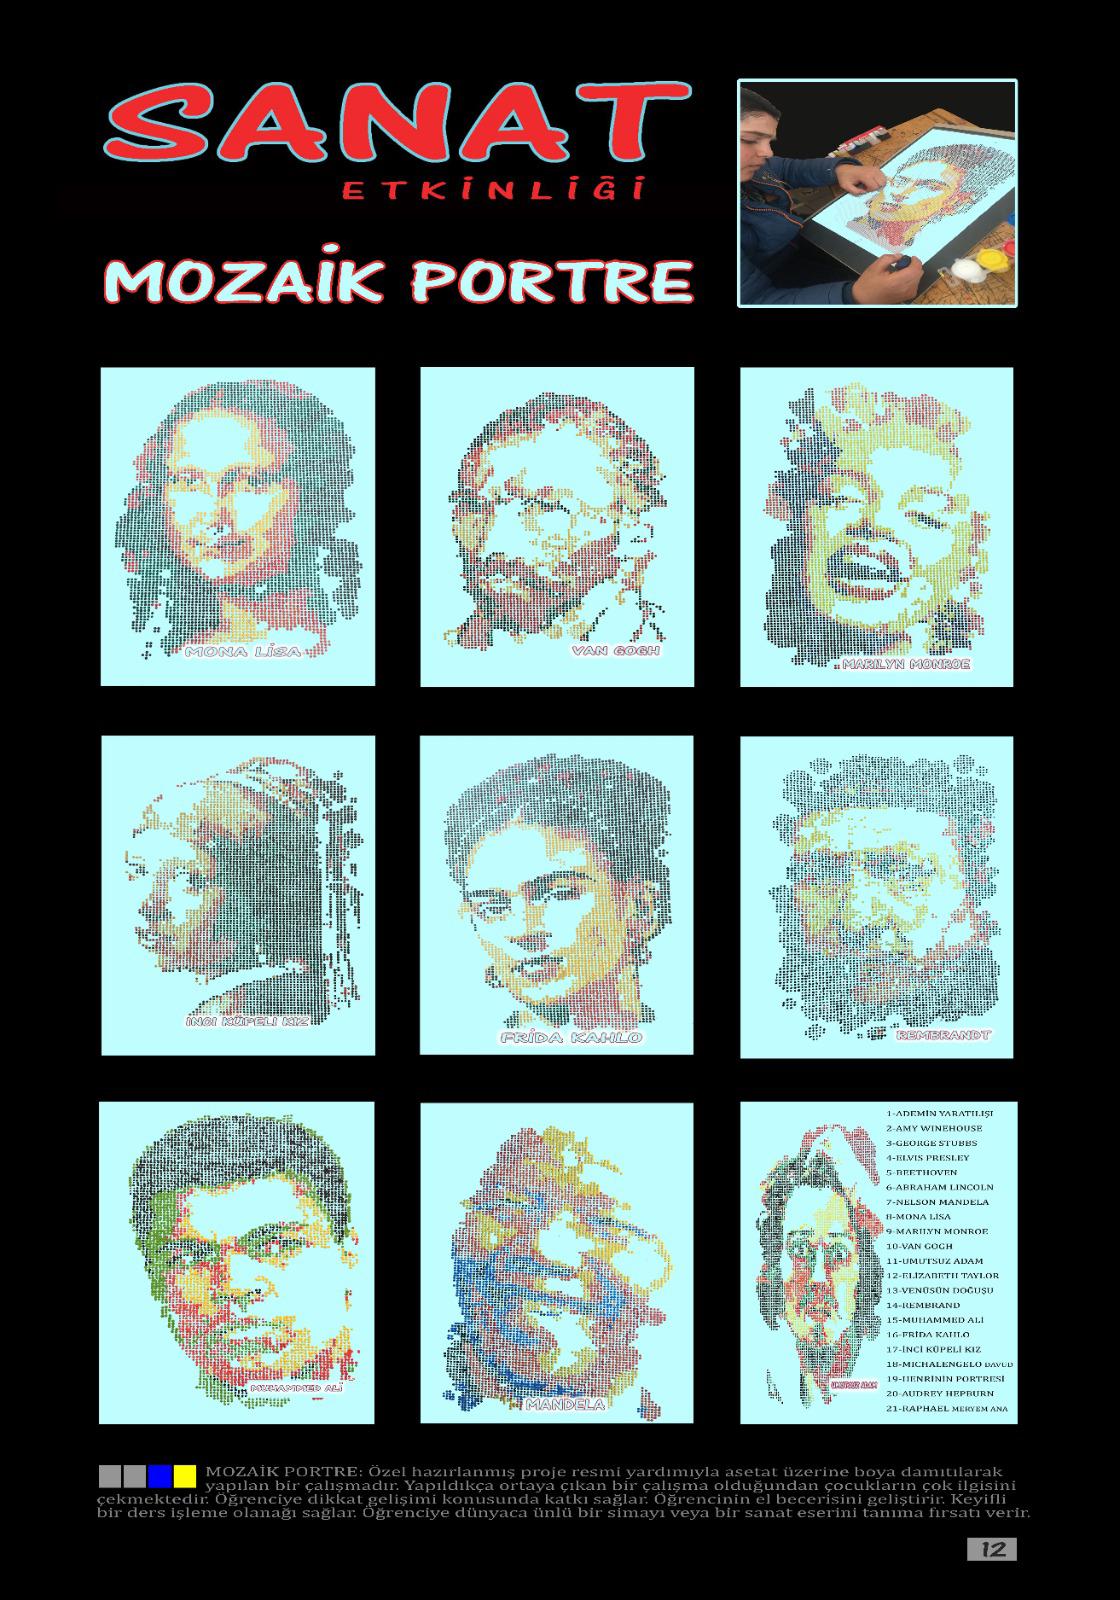 SANAT
ETKİNLİĞİ
MOZAİK PORTRE
MONA LİSA
VAN GOGH
MARILYN MONROE
İNCİ KÜPELİ KIZ
FRİDA KAHLO
REMBRANDT
MUHAMMED ALİ
MANDELA
UMUTSUZ ADAM
1-ADEMİN YARATILIŞI
2-AMY WINEHOUSE
3-GEORGE STUBBS
4-ELVIS PRESLEY
5-BEETHOVEN
6-ABRAHAM LINCOLN
7-NELSON MANDELA
8-MONA LİSA
9-MARILYN MONROE
10-VAN GOGH
11-UMUTSUZ ADAM
12-ELİZABETH TAYLOR
13-VENÜSÜN DOĞUŞU
14-REMBRAND
15-MUHAMMED ALİ
16-FRİDA KAHLO
17-İNCİ KÜPELİ KIZ
18-MICHALENGELO DAVUD
19-HENRİNİN PORTRESİ
20-AUDREY HEPBURN
21-RAPHAEL MERYEM ANA
MOZAİK PORTRE: Özel hazırlanmış proje resmi yardımıyla asetat üzerine boya damıtılarak
yapılan bir çalışmadır. Yapıldıkça ortaya çıkan bir çalışma olduğundan çocukların çok ilgisini
çekmektedir. Öğrenciye dikkat gelişimi konusunda katkı sağlar. Öğrencinin el becerisini geliştirir. Keyifli
bir ders işleme olanağı sağlar. Öğrenciye dünyaca ünlü bir simayı veya bir sanat eserini tanıma fırsatı verir.
12